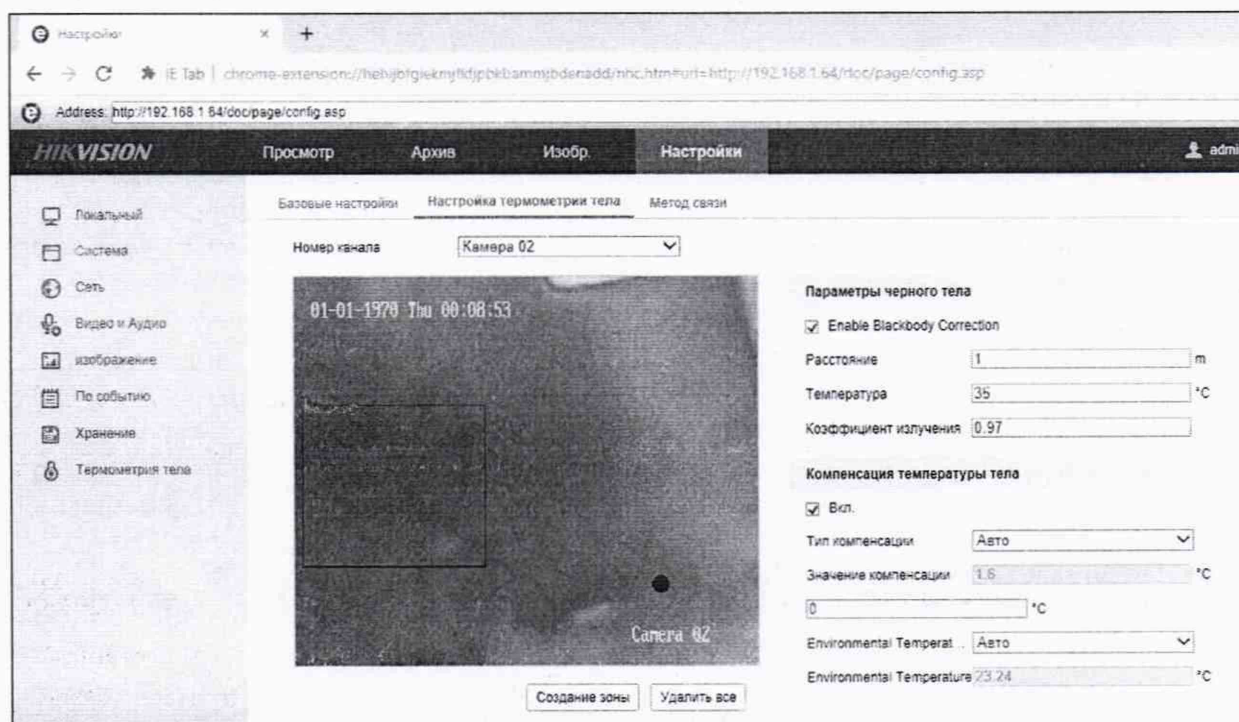 Настройки × +
IE Tab | chrome-extension://hehijbfgiekmjfkfjpbkbammjbdenadd/nhc.htm#url=http://192.168.1.64/doc/page/config.asp
Address: http://192.168.1.64/doc/page/config.asp
HIKVISION Просмотр Архив Изобр. Настройки admi
Базовые настройки Настройка термометрии тела Метод связи
Локальный
Система
Сеть
Видео и Аудио
изображение
По событию
Хранение
Термометрия тела
Номер канала Камера 02
01-01-1970 Thu 00:08:53
Camera 02
Создание зоны Удалить все
Параметры черного тела
Enable Blackbody Correction
Расстояние 1 m
Температура 35 °C
Коэффициент излучения 0.97
Компенсация температуры тела
Вкл.
Тип компенсации Авто
Значение компенсации 1.6 °C
0 °C
Environmental Temperat... Авто
Environmental Temperature 23.24 °C